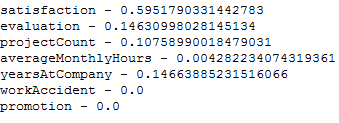 satisfaction - 0.5951790331442783
evaluation - 0.14630998028145134
projectCount - 0.10758990018479031
averageMonthlyHours - 0.004282234074319361
yearsAtCompany - 0.14663885231516066
workAccident - 0.0
promotion - 0.0